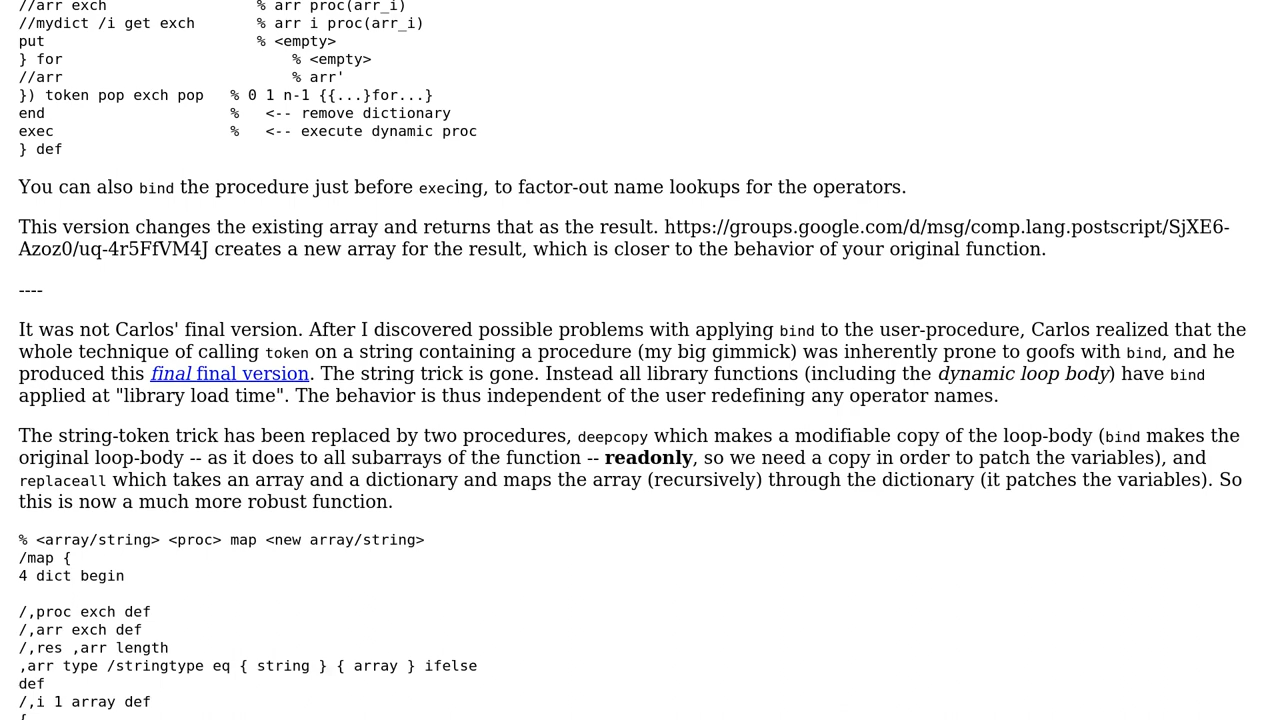 //arr exch % arr proc(arr_i)
//mydict /i get exch % arr i proc(arr_i)
put % <empty>
} for % <empty>
//arr % arr'
}) token pop exch pop % 0 1 n-1 {{...}for...}
end % <-- remove dictionary
exec % <-- execute dynamic proc
} def
You can also bind the procedure just before execing, to factor-out name lookups for the operators.
This version changes the existing array and returns that as the result. https://groups.google.com/d/msg/comp.lang.postscript/SjXE6-
Azoz0/uq-4r5FfVM4J creates a new array for the result, which is closer to the behavior of your original function.
----
It was not Carlos' final version. After I discovered possible problems with applying bind to the user-procedure, Carlos realized that the
whole technique of calling token on a string containing a procedure (my big gimmick) was inherently prone to goofs with bind, and he
produced this final final version. The string trick is gone. Instead all library functions (including the dynamic loop body) have bind
applied at "library load time". The behavior is thus independent of the user redefining any operator names.
The string-token trick has been replaced by two procedures, deepcopy which makes a modifiable copy of the loop-body (bind makes the
original loop-body -- as it does to all subarrays of the function -- readonly, so we need a copy in order to patch the variables), and
replaceall which takes an array and a dictionary and maps the array (recursively) through the dictionary (it patches the variables). So
this is now a much more robust function.
% <array/string> <proc> map <new array/string>
/map {
4 dict begin
/,proc exch def
/,arr exch def
/,res ,arr length
,arr type /stringtype eq { string } { array } ifelse
def
/,i 1 array def
{